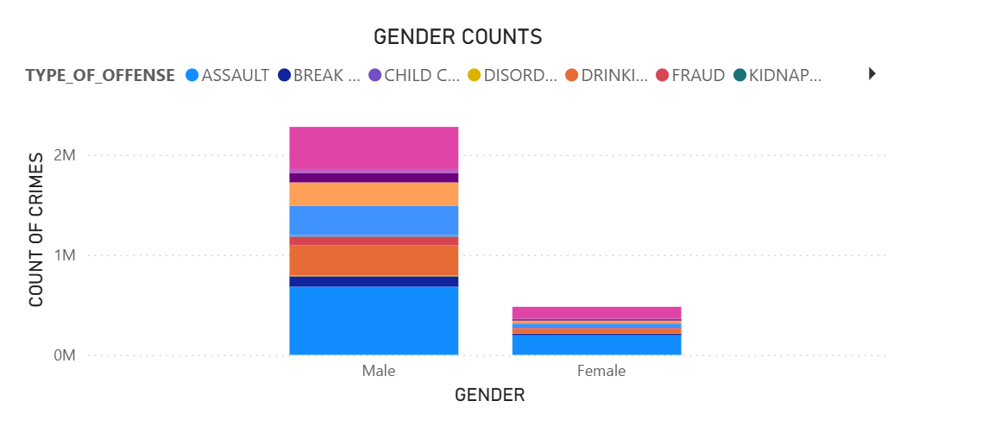 GENDER COUNTS
TYPE_OF_OFFENSE ASSAULT BREAK ... CHILD C... DISORD... DRINKI... FRAUD KIDNAP...
COUNT OF CRIMES
2M
1M
0M
Male Female
GENDER